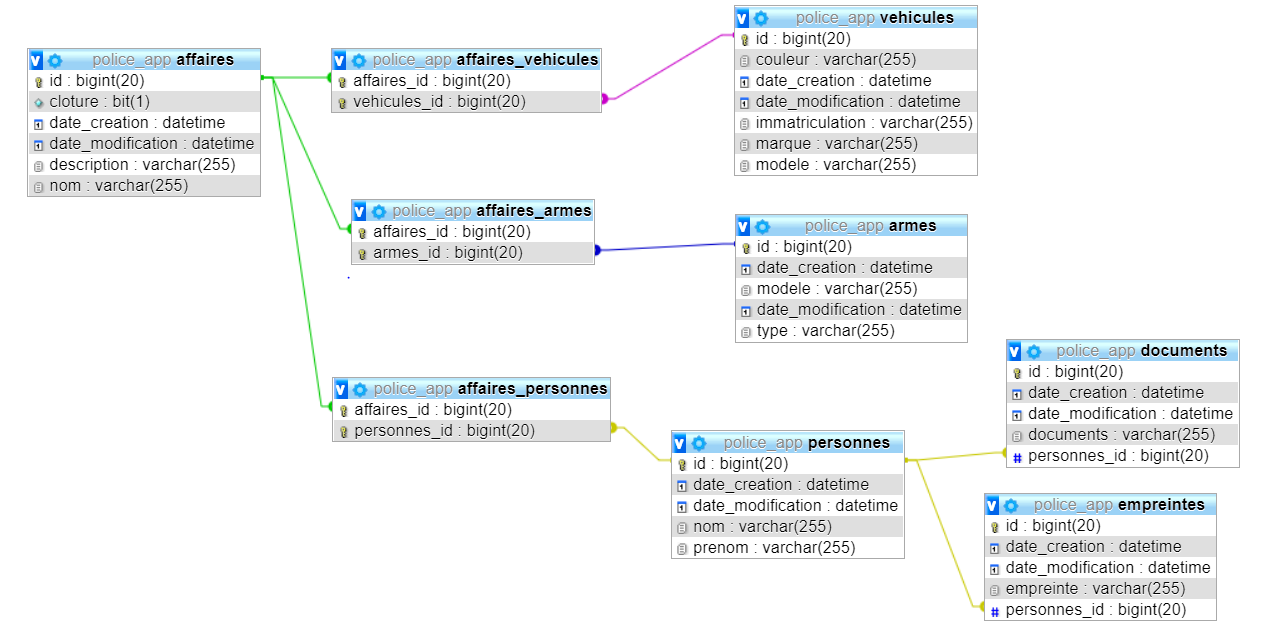 police_app affaires
id : bigint(20)
cloture : bit(1)
date_creation : datetime
date_modification : datetime
description : varchar(255)
nom : varchar(255)
police_app affaires_vehicules
affaires_id : bigint(20)
vehicules_id : bigint(20)
police_app vehicules
id : bigint(20)
couleur : varchar(255)
date_creation : datetime
date_modification : datetime
immatriculation : varchar(255)
marque : varchar(255)
modele : varchar(255)
police_app affaires_armes
affaires_id : bigint(20)
armes_id : bigint(20)
police_app armes
id : bigint(20)
date_creation : datetime
modele : varchar(255)
date_modification : datetime
type : varchar(255)
police_app affaires_personnes
affaires_id : bigint(20)
personnes_id : bigint(20)
police_app personnes
id : bigint(20)
date_creation : datetime
date_modification : datetime
nom : varchar(255)
prenom : varchar(255)
police_app documents
id : bigint(20)
date_creation : datetime
date_modification : datetime
documents : varchar(255)
# personnes_id : bigint(20)
police_app empreintes
id : bigint(20)
date_creation : datetime
date_modification : datetime
empreinte : varchar(255)
# personnes_id : bigint(20)